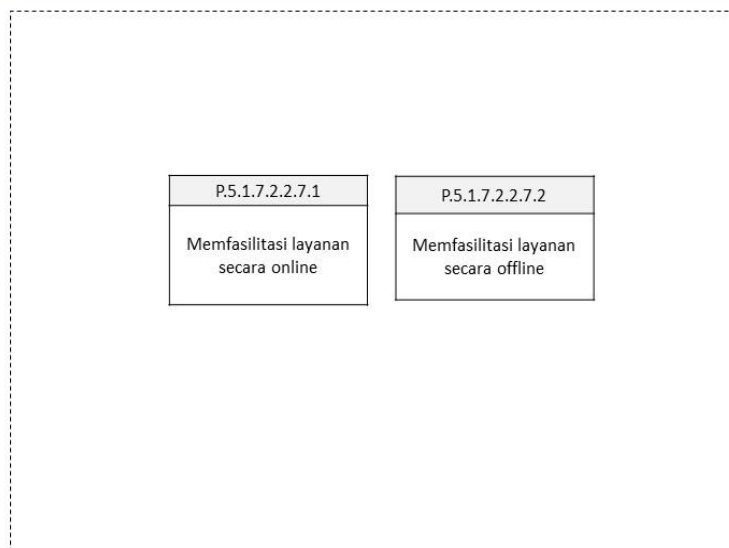 P.5.1.7.2.2.7.1
Memfasilitasi layanan
secara online
P.5.1.7.2.2.7.2
Memfasilitasi layanan
secara offline